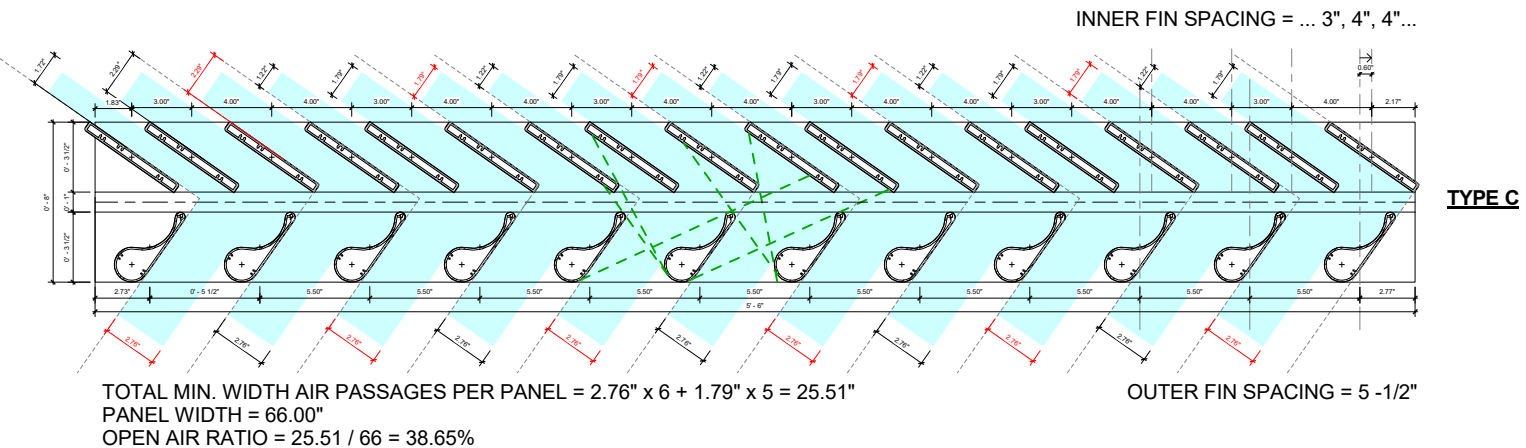 INNER FIN SPACING = ... 3", 4", 4"...
0.60"
1.72" 2.29" 2.29" 1.22" 1.79" 1.79" 1.22" 1.79" 1.79" 1.22" 1.79" 1.79" 1.22" 1.79" 1.79" 1.22" 1.79"
1.83" 3.00" 4.00" 4.00" 3.00" 4.00" 4.00" 3.00" 4.00" 4.00" 3.00" 4.00" 4.00" 3.00" 4.00" 4.00" 3.00" 4.00" 2.17"
0' - 3 1/2"
0' - 8"
0' - 1"
0' - 3 1/2"
TYPE C
2.73" 0' - 5 1/2" 5.50" 5.50" 5.50" 5.50" 5.50" 5.50" 5.50" 5.50" 5.50" 5.50" 2.77"
5' - 6"
2.76" 2.76" 2.76" 2.76" 2.76" 2.76" 2.76" 2.76" 2.76" 2.76" 2.76"
TOTAL MIN. WIDTH AIR PASSAGES PER PANEL = 2.76" x 6 + 1.79" x 5 = 25.51"
OUTER FIN SPACING = 5 -1/2"
PANEL WIDTH = 66.00"
OPEN AIR RATIO = 25.51 / 66 = 38.65%